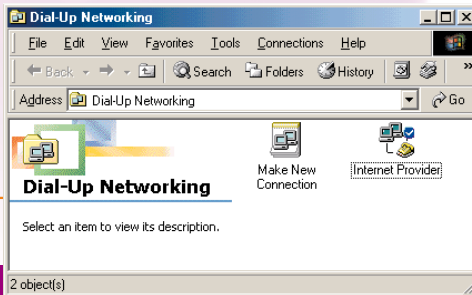 Dial-Up Networking
File Edit View Favorites Tools Connections Help
Back Search Folders History »
Address Dial-Up Networking Go
Make New Connection
Internet Provider
Dial-Up Networking
Select an item to view its description.
2 object(s)